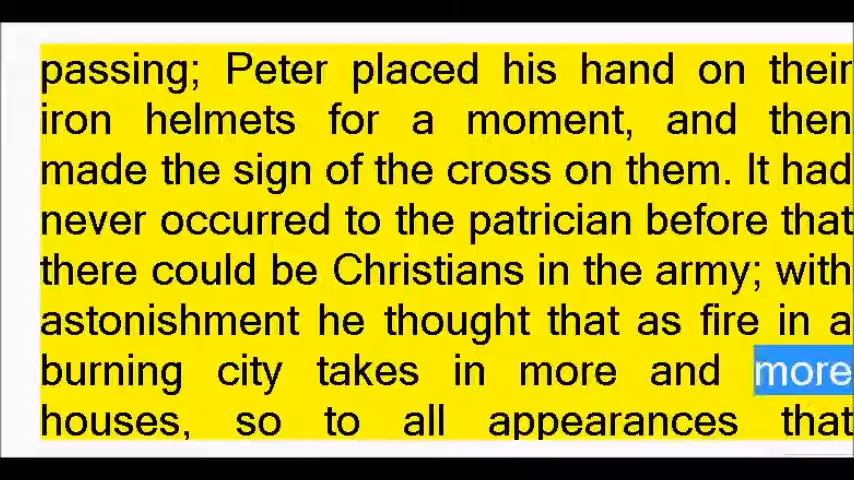 passing; Peter placed his hand on their
iron helmets for a moment, and then
made the sign of the cross on them. It had
never occurred to the patrician before that
there could be Christians in the army; with
astonishment he thought that as fire in a
burning city takes in more and more
houses, so to all appearances that